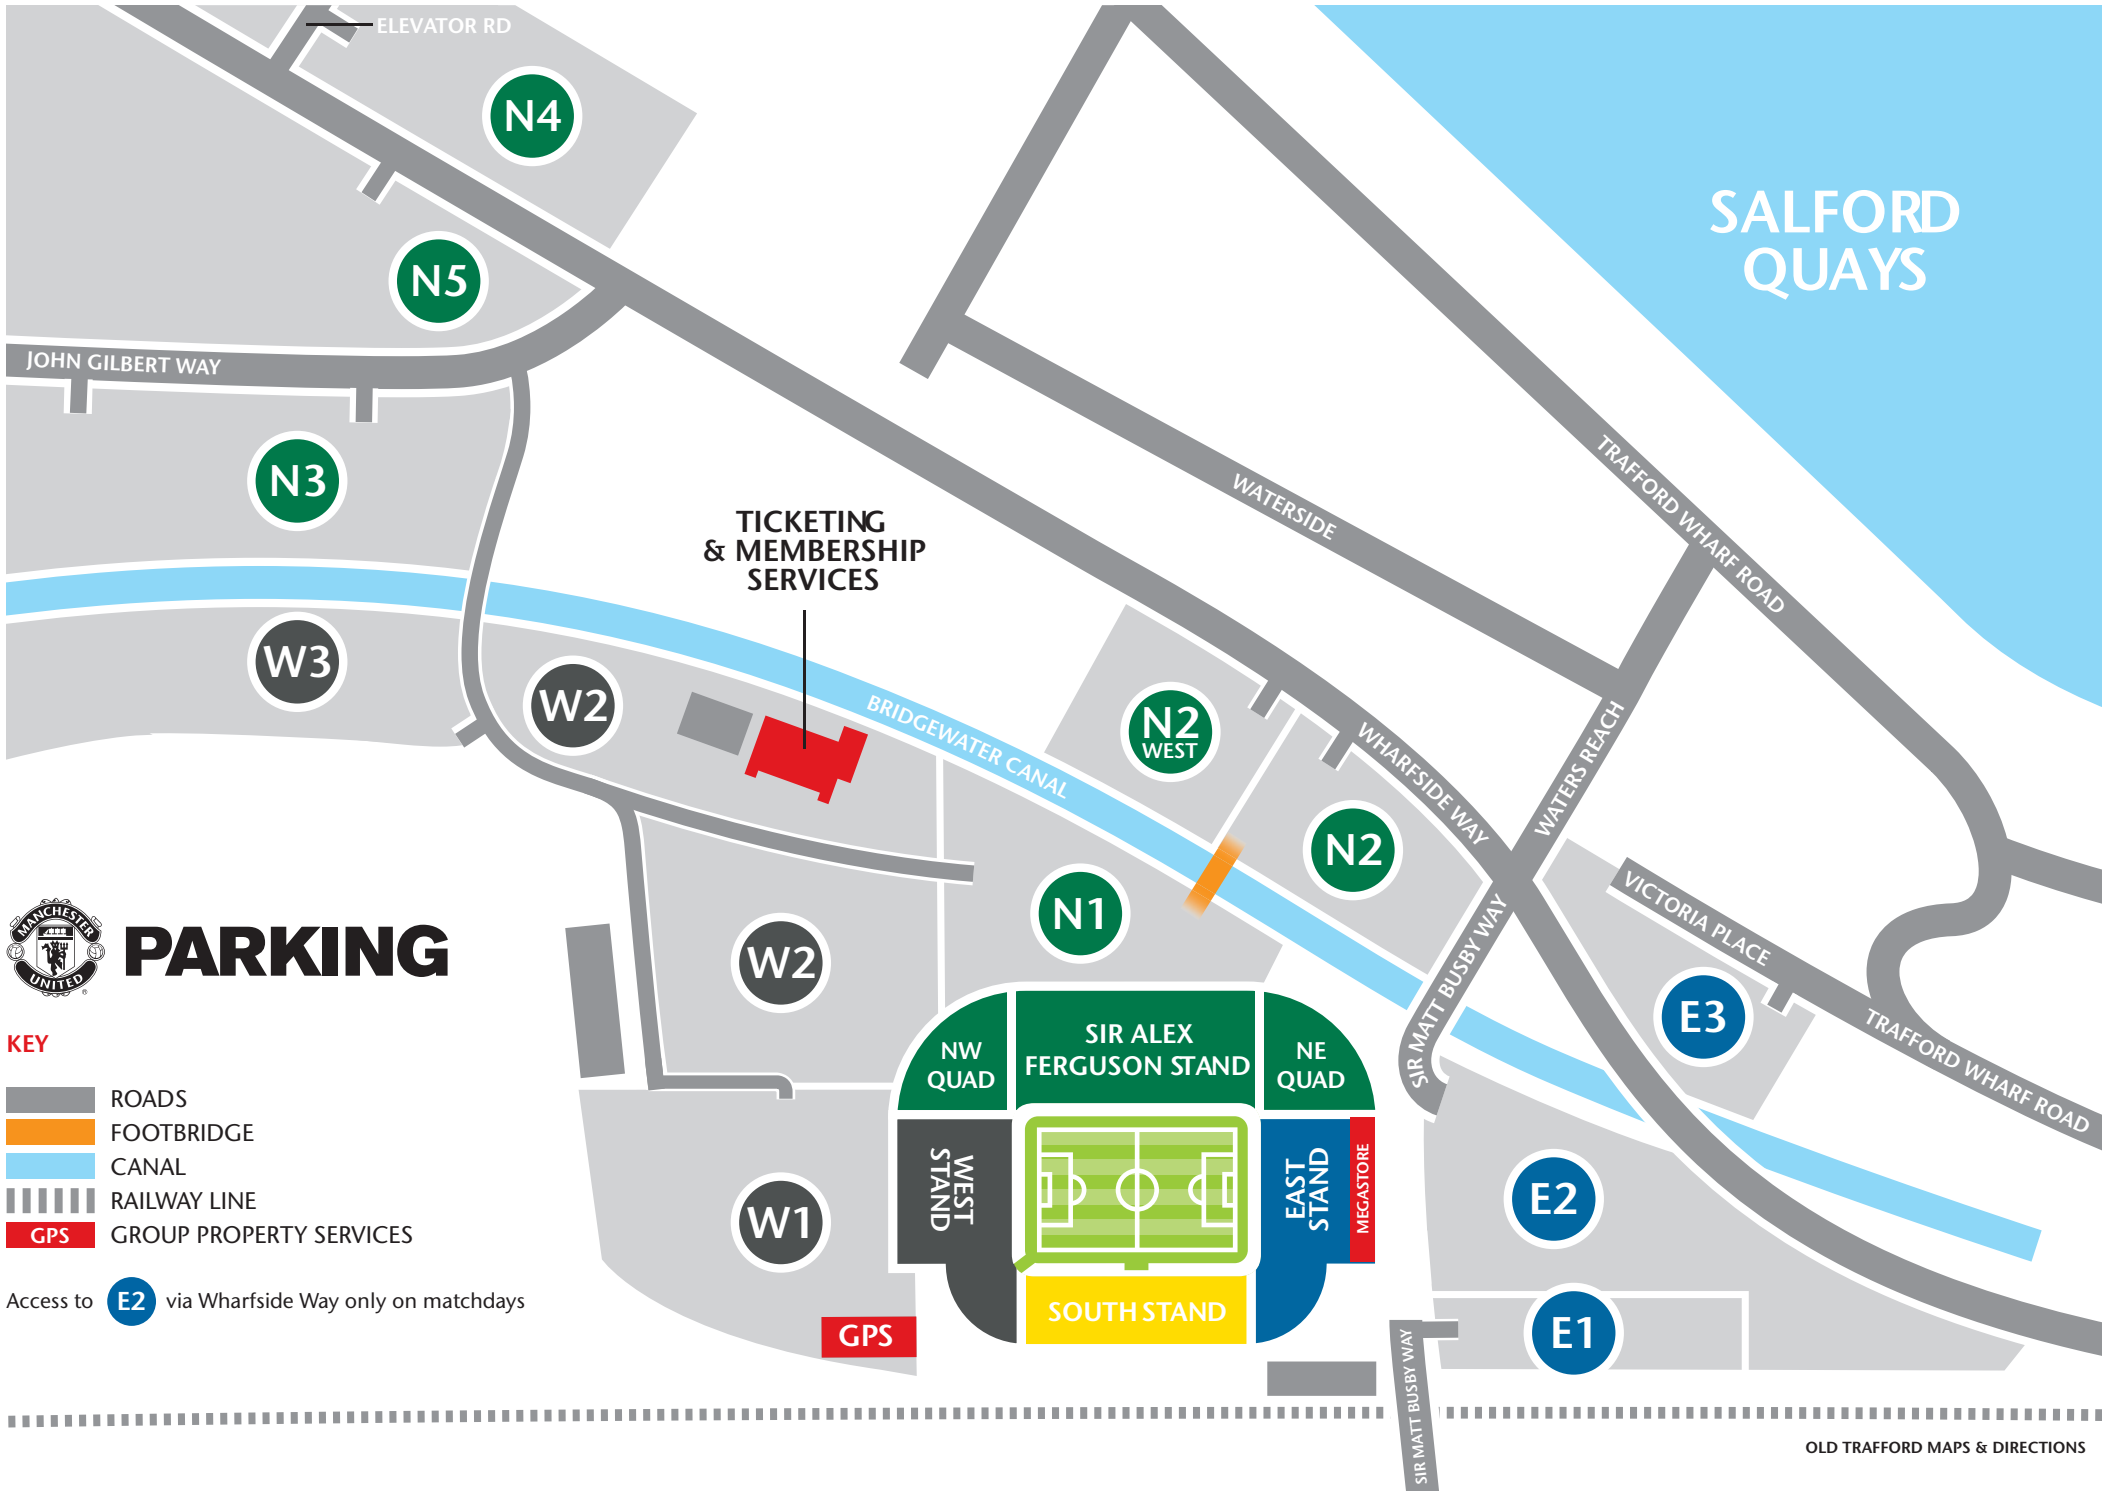 ELEVATOR RD
N4
SALFORD
QUAYS
N5
JOHN GILBERT WAY
N3
WATERSIDE
TRAFFORD WHARF ROAD
TICKETING
& MEMBERSHIP
SERVICES
W3
W2
BRIDGEWATER CANAL
N2
WEST
WHARFSIDE WAY
WATERS REACH
N2
VICTORIA PLACE
N1
W2
SIR MATT BUSBY WAY
E3
TRAFFORD WHARF ROAD
MANCHESTER
UNITED
®
PARKING
KEY
ROADS
FOOTBRIDGE
CANAL
RAILWAY LINE
GPS GROUP PROPERTY SERVICES
Access to E2 via Wharfside Way only on matchdays
NW
QUAD
SIR ALEX
FERGUSON STAND
NE
QUAD
W1
WEST
STAND
EAST
STAND
MEGASTORE
E2
SOUTH STAND
GPS
E1
SIR MATT BUSBY WAY
OLD TRAFFORD MAPS & DIRECTIONS